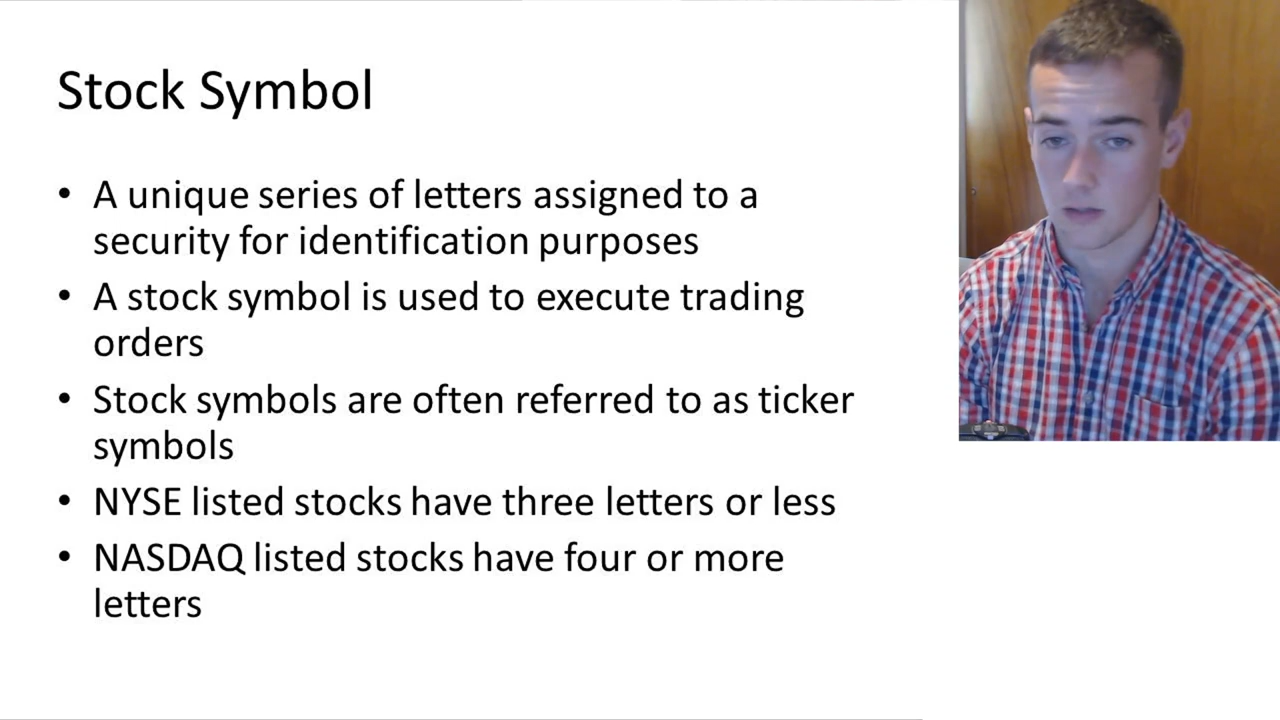 Stock Symbol
• A unique series of letters assigned to a
security for identification purposes
• A stock symbol is used to execute trading
orders
• Stock symbols are often referred to as ticker
symbols
• NYSE listed stocks have three letters or less
• NASDAQ listed stocks have four or more
letters